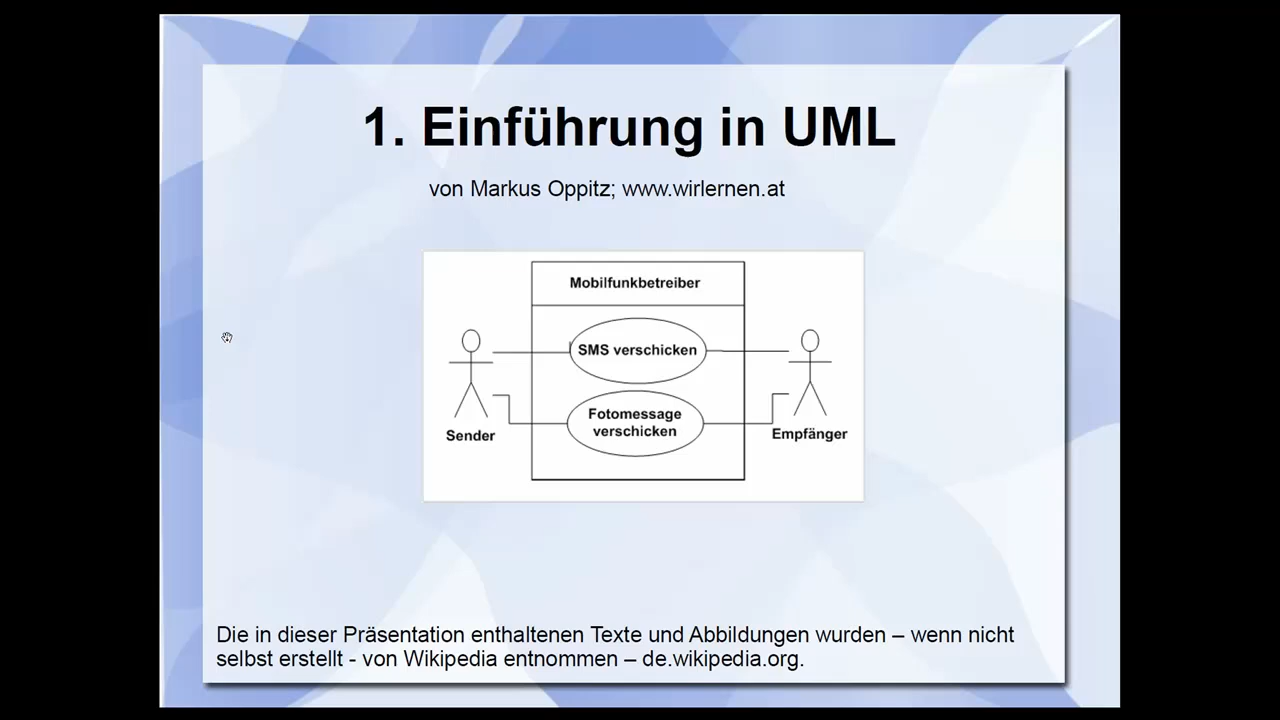 1. Einführung in UML
von Markus Oppitz; www.wirlernen.at
Mobilfunkbetreiber
SMS verschicken
Fotomessage
verschicken
Sender
Empfänger
Die in dieser Präsentation enthaltenen Texte und Abbildungen wurden – wenn nicht
selbst erstellt - von Wikipedia entnommen – de.wikipedia.org.